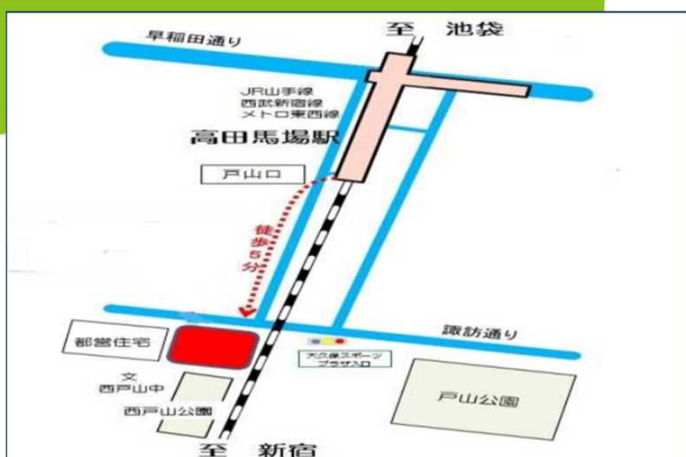 至 池袋
早稲田通り
JR山手線
西武新宿線
メトロ東西線
高田馬場駅
戸山口
徒歩5分
諏訪通り
都営住宅
大久保スポーツ
プラザ入口
文
西戸山中
西戸山公園
戸山公園
至 新宿